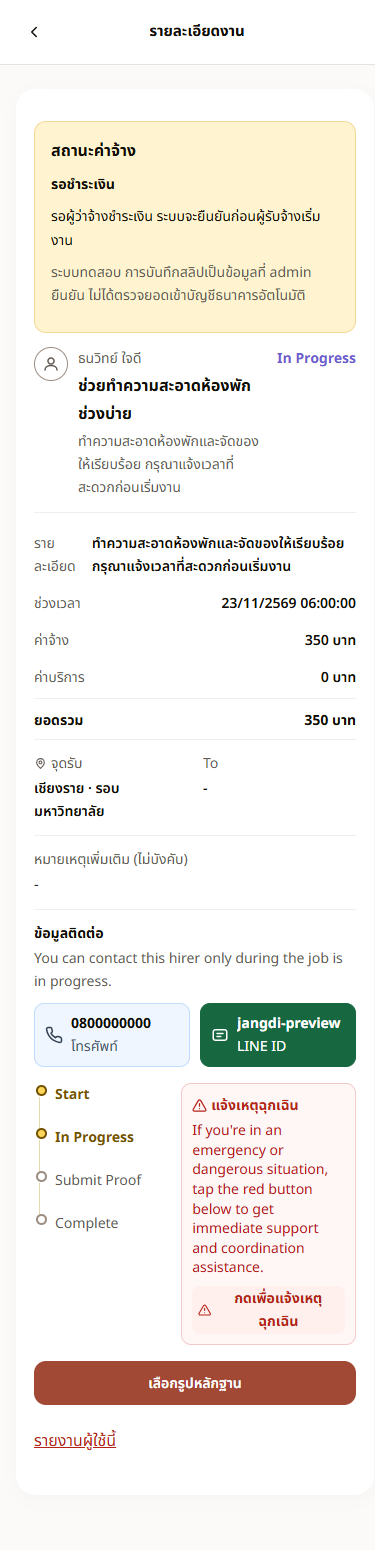 รายละเอียดงาน
สถานะค่าจ้าง
รอชำระเงิน
รอผู้ว่าจ้างชำระเงิน ระบบจะยืนยันก่อนผู้รับจ้างเริ่ม
งาน
ระบบทดสอบ การบันทึกสลิปเป็นข้อมูลที่ admin
ยืนยัน ไม่ได้ตรวจยอดเข้าบัญชีธนาคารอัตโนมัติ
ธนวิทย์ ใจดี
In Progress
ช่วยทำความสะอาดห้องพัก
ช่วงบ่าย
ทำความสะอาดห้องพักและจัดของ
ให้เรียบร้อย กรุณาแจ้งเวลาที่
สะดวกก่อนเริ่มงาน
ราย
ละเอียด
ทำความสะอาดห้องพักและจัดของให้เรียบร้อย
กรุณาแจ้งเวลาที่สะดวกก่อนเริ่มงาน
ช่วงเวลา
23/11/2569 06:00:00
ค่าจ้าง
350 บาท
ค่าบริการ
0 บาท
ยอดรวม
350 บาท
จุดรับ
เชียงราย · รอบ
มหาวิทยาลัย
To
-
หมายเหตุเพิ่มเติม (ไม่บังคับ)
-
ข้อมูลติดต่อ
You can contact this hirer only during the job is
in progress.
0800000000
โทรศัพท์
jangdi-preview
LINE ID
Start
In Progress
Submit Proof
Complete
แจ้งเหตุฉุกเฉิน
If you're in an
emergency or
dangerous situation,
tap the red button
below to get
immediate support
and coordination
assistance.
กดเพื่อแจ้งเหตุ
ฉุกเฉิน
เลือกรูปหลักฐาน
รายงานผู้ใช้นี้